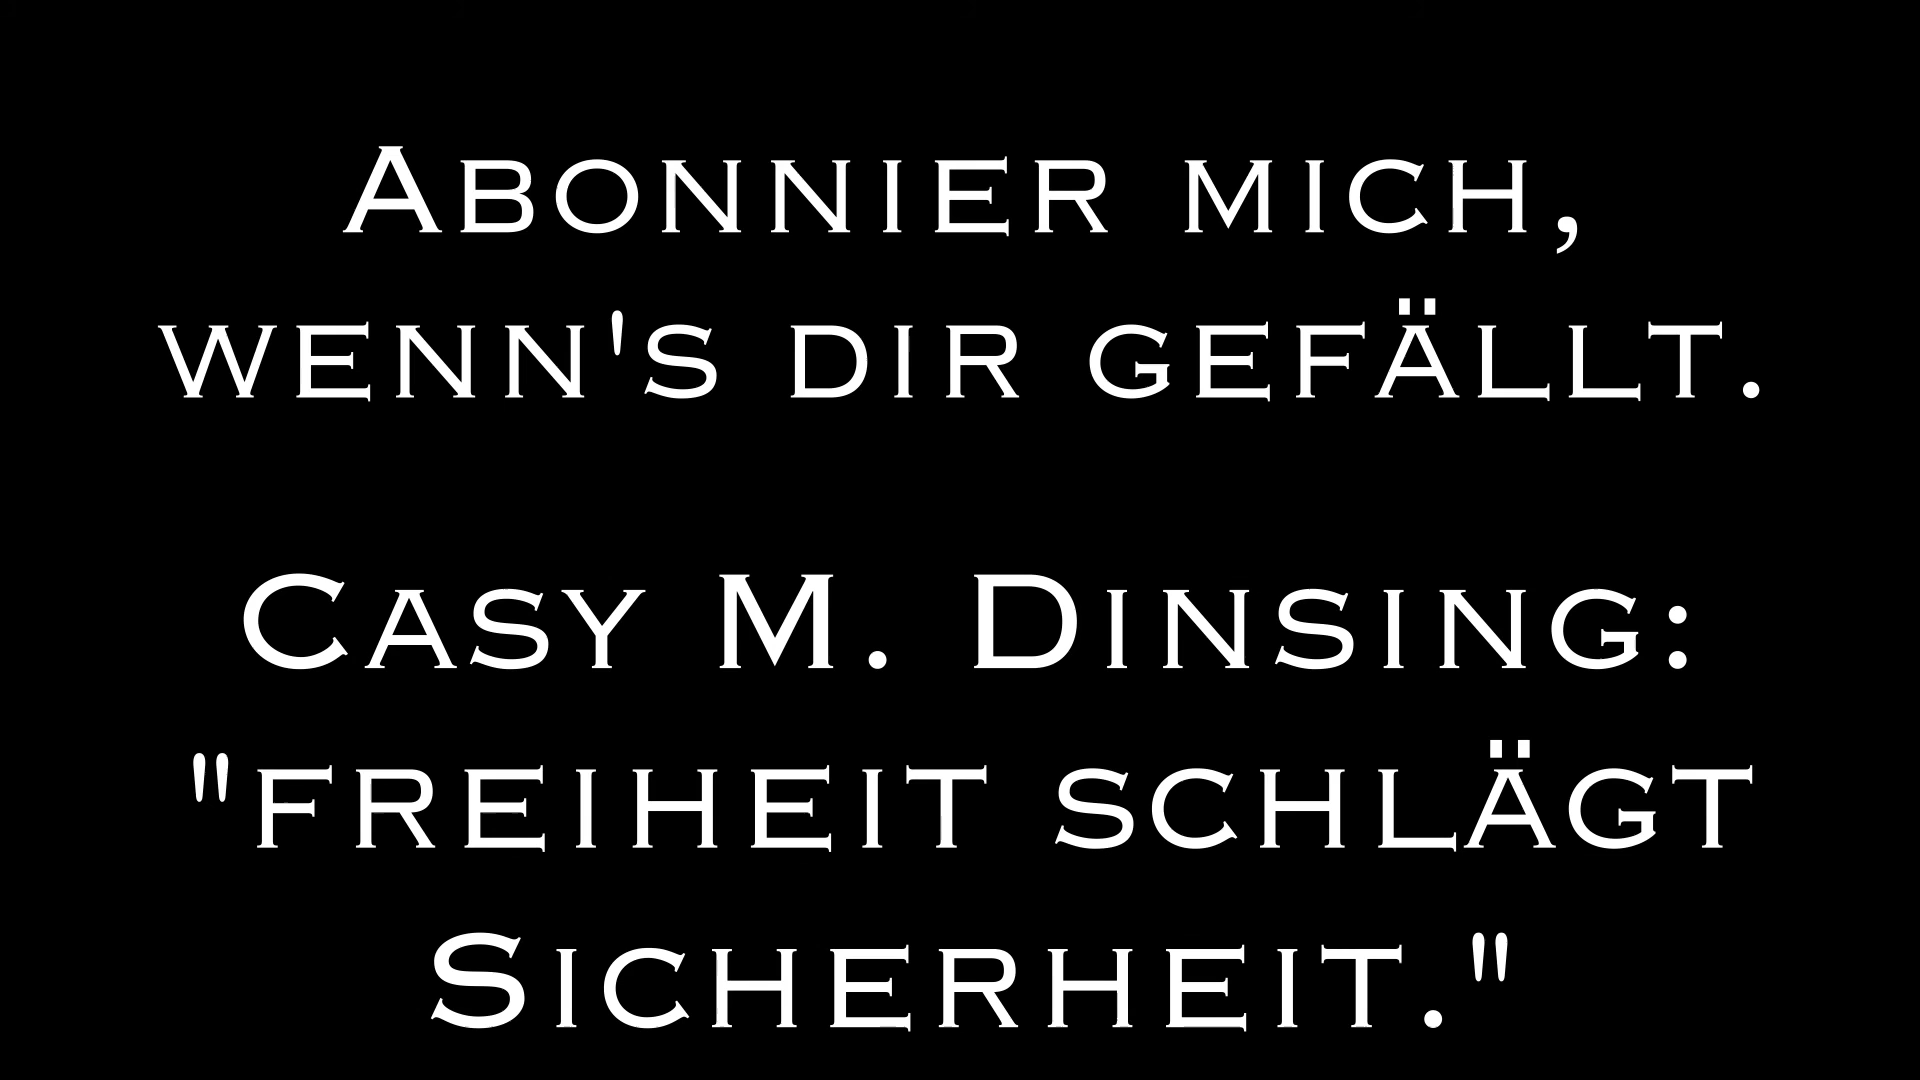 Abonnier mich,
wenn's dir gefällt.
Casy M. Dinsing:
"freiheit schlägt
Sicherheit."